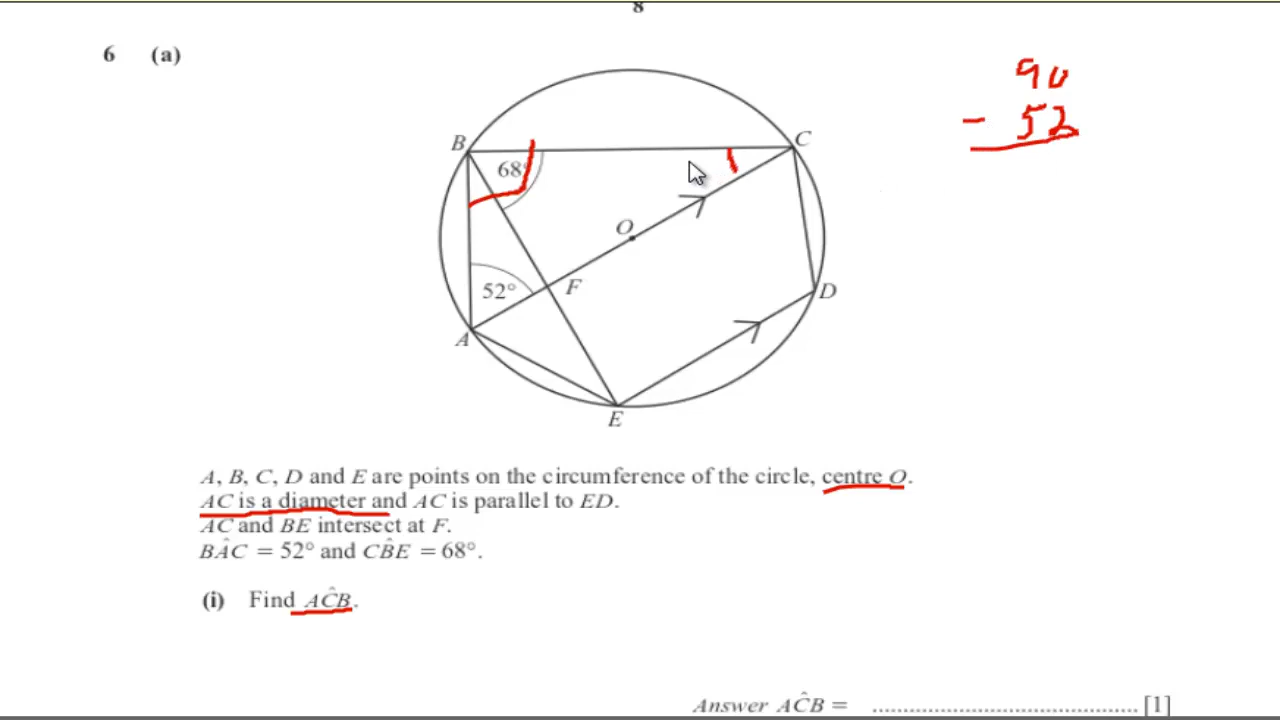 8
6 (a)
90
- 52
B
C
68°
O
52°
F
D
A
E
A, B, C, D and E are points on the circumference of the circle, centre O.
AC is a diameter and AC is parallel to ED.
AC and BE intersect at F.
BÂC = 52° and CB̂E = 68°.
(i) Find AĈB.
Answer AĈB = .......................................... [1]